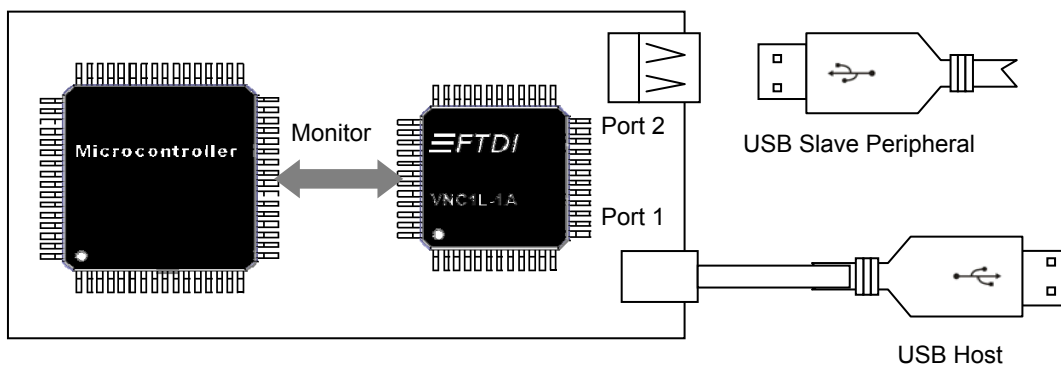 Microcontroller
Monitor
FTDI
VNC1L-1A
Port 2
Port 1
USB Slave Peripheral
USB Host